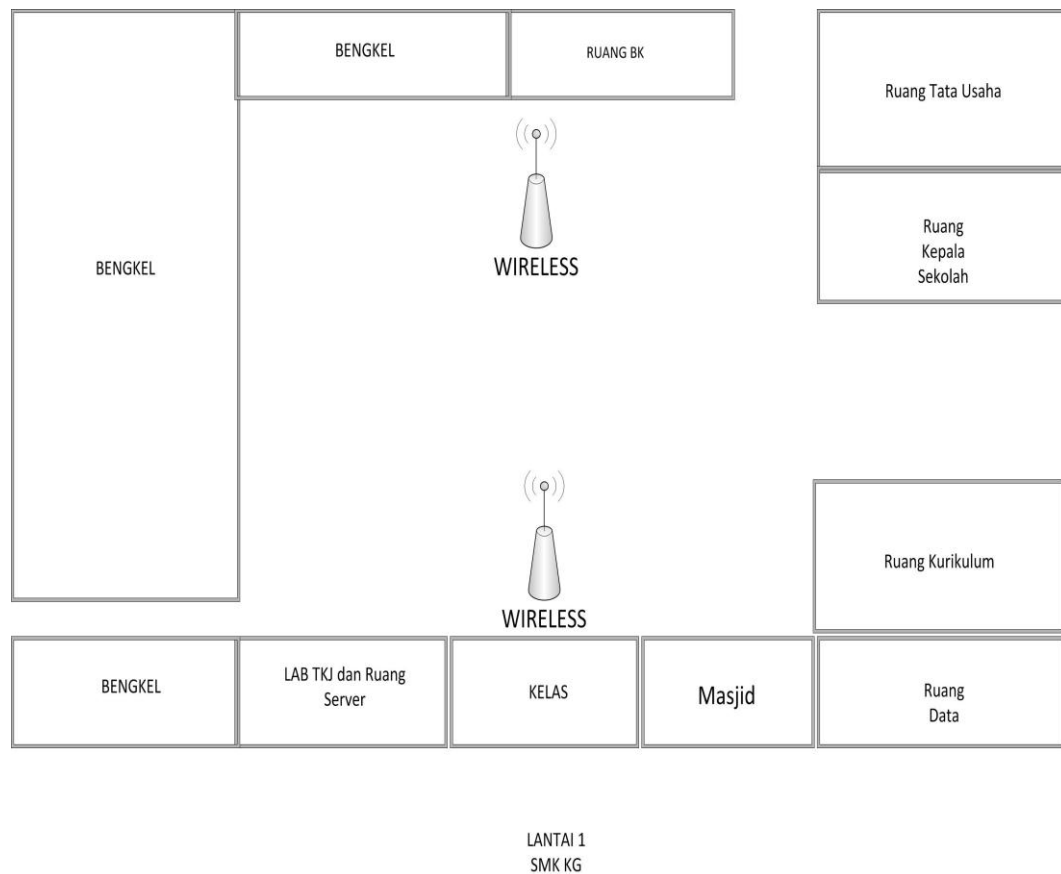 BENGKEL
RUANG BK
Ruang Tata Usaha
Ruang
Kepala
Sekolah
BENGKEL
WIRELESS
Ruang Kurikulum
WIRELESS
BENGKEL
LAB TKJ dan Ruang
Server
KELAS
Masjid
Ruang
Data
LANTAI 1
SMK KG